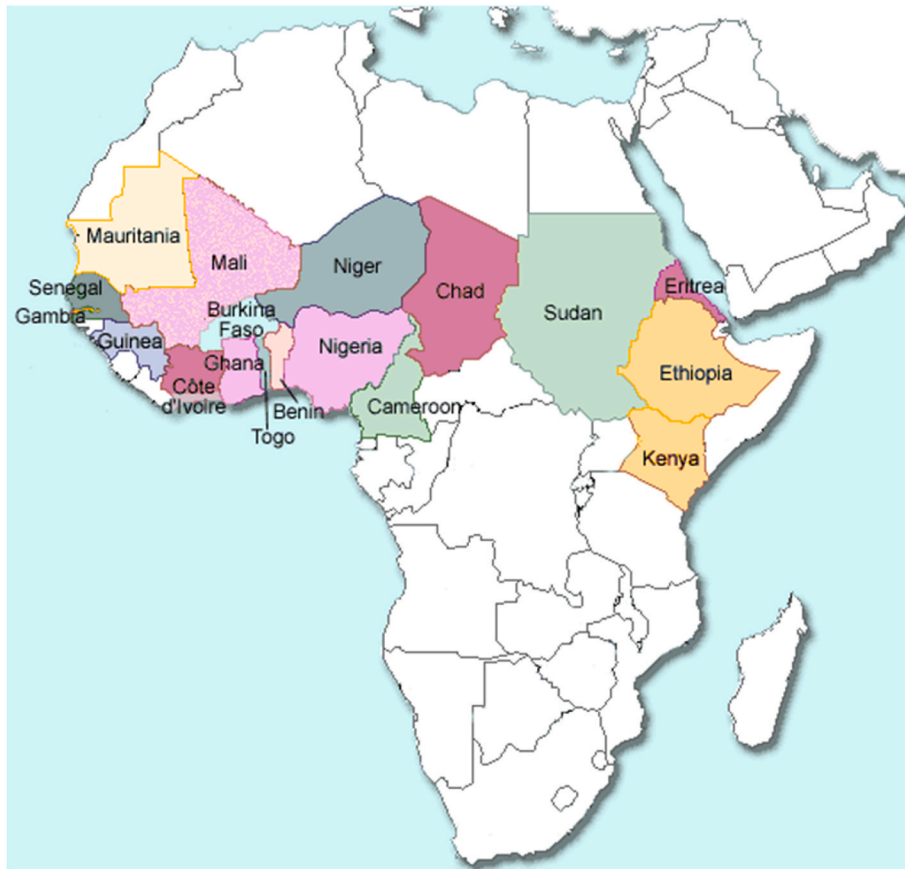 Mauritania
Mali
Niger
Chad
Sudan
Eritrea
Senegal
Gambia
Guinea
Burkina
Faso
Ghana
Nigeria
Ethiopia
Côte
d'Ivoire
Benin
Togo
Cameroon
Kenya